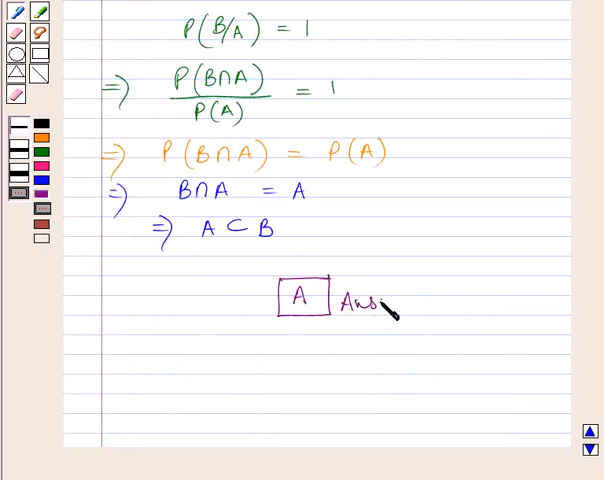 P(B/A) = 1
⇒ P(B∩A) / P(A) = 1
⇒ P(B∩A) = P(A)
⇒ B∩A = A
⇒ A ⊂ B
A Ans